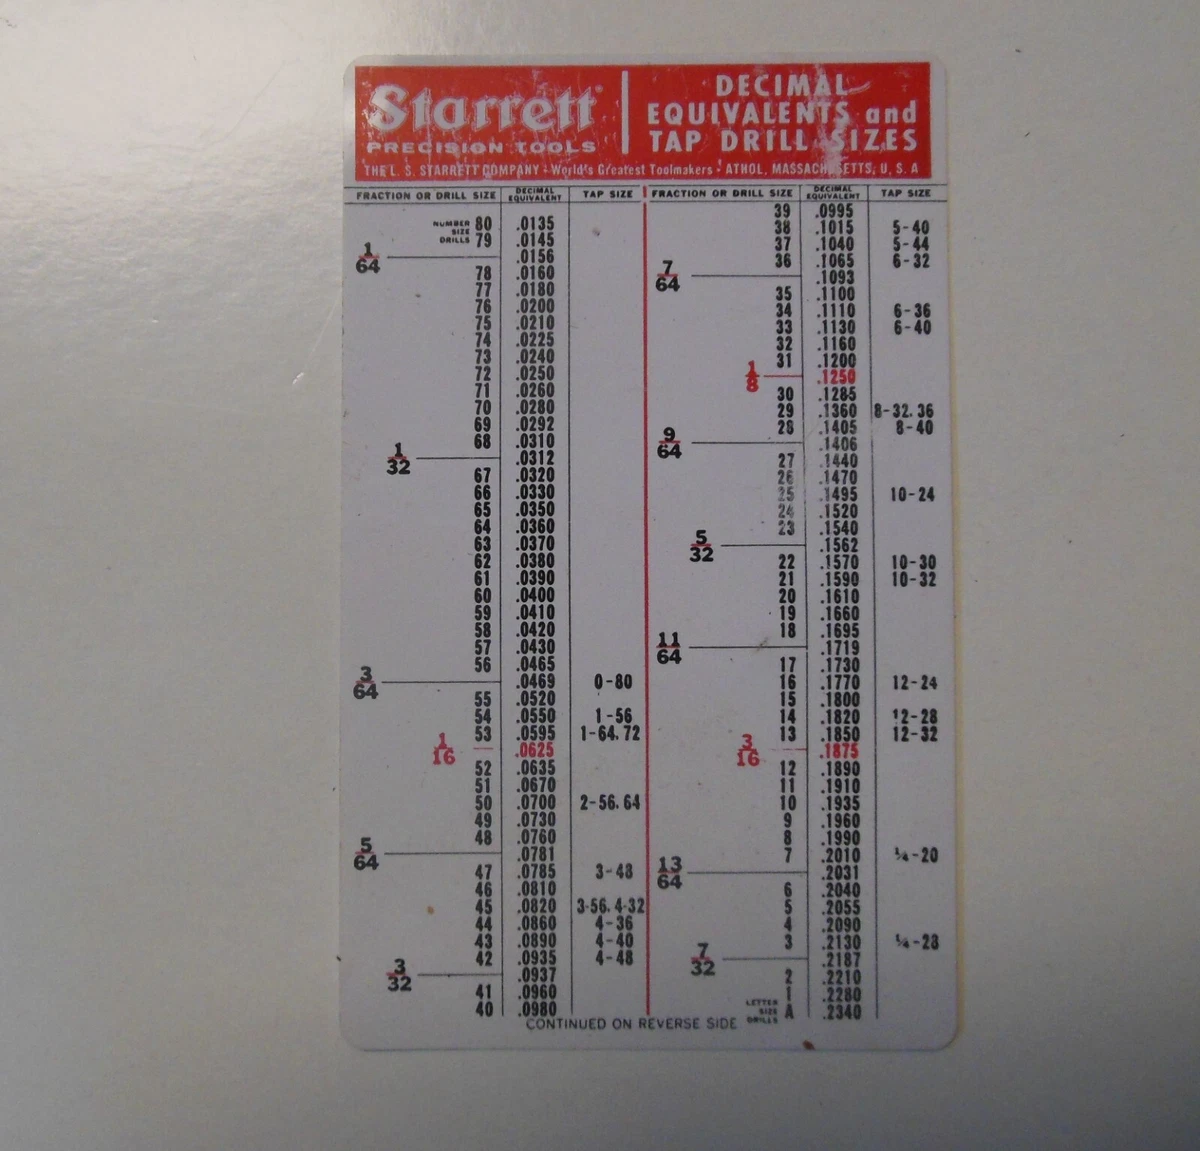 Starrett
PRECISION TOOLS
DECIMAL
EQUIVALENTS and
TAP DRILL SIZES
THE L. S. STARRETT COMPANY - World's Greatest Toolmakers - ATHOL, MASSACHUSETTS, U. S. A
FRACTION OR DRILL SIZE DECIMAL EQUIVALENT TAP SIZE
NUMBER SIZE DRILLS
80 .0135
79 .0145
1/64 .0156
78 .0160
77 .0180
76 .0200
75 .0210
74 .0225
73 .0240
72 .0250
71 .0260
70 .0280
69 .0292
68 .0310
1/32 .0312
67 .0320
66 .0330
65 .0350
64 .0360
63 .0370
62 .0380
61 .0390
60 .0400
59 .0410
58 .0420
57 .0430
56 .0465
3/64 .0469 0-80
55 .0520
54 .0550 1-56
53 .0595 1-64.72
1/16 .0625
52 .0635
51 .0670
50 .0700 2-56.64
49 .0730
48 .0760
5/64 .0781
47 .0785 3-48
46 .0810
45 .0820 3-56.4-32
44 .0860 4-36
43 .0890 4-40
42 .0935 4-48
3/32 .0937
41 .0960
40 .0980
FRACTION OR DRILL SIZE DECIMAL EQUIVALENT TAP SIZE
39 .0995
38 .1015 5-40
37 .1040 5-44
36 .1065 6-32
7/64 .1093
35 .1100
34 .1110 6-36
33 .1130 6-40
32 .1160
31 .1200
1/8 .1250
30 .1285
29 .1360 8-32.36
28 .1405 8-40
9/64 .1406
27 .1440
26 .1470
25 .1495 10-24
24 .1520
23 .1540
5/32 .1562
22 .1570 10-30
21 .1590 10-32
20 .1610
19 .1660
18 .1695
11/64 .1719
17 .1730
16 .1770 12-24
15 .1800
14 .1820 12-28
13 .1850 12-32
3/16 .1875
12 .1890
11 .1910
10 .1935
9 .1960
8 .1990
7 .2010 ¼-20
13/64 .2031
6 .2040
5 .2055
4 .2090
3 .2130 ¼-28
7/32 .2187
2 .2210
1 .2280
LETTER SIZE DRILLS
A .2340
CONTINUED ON REVERSE SIDE